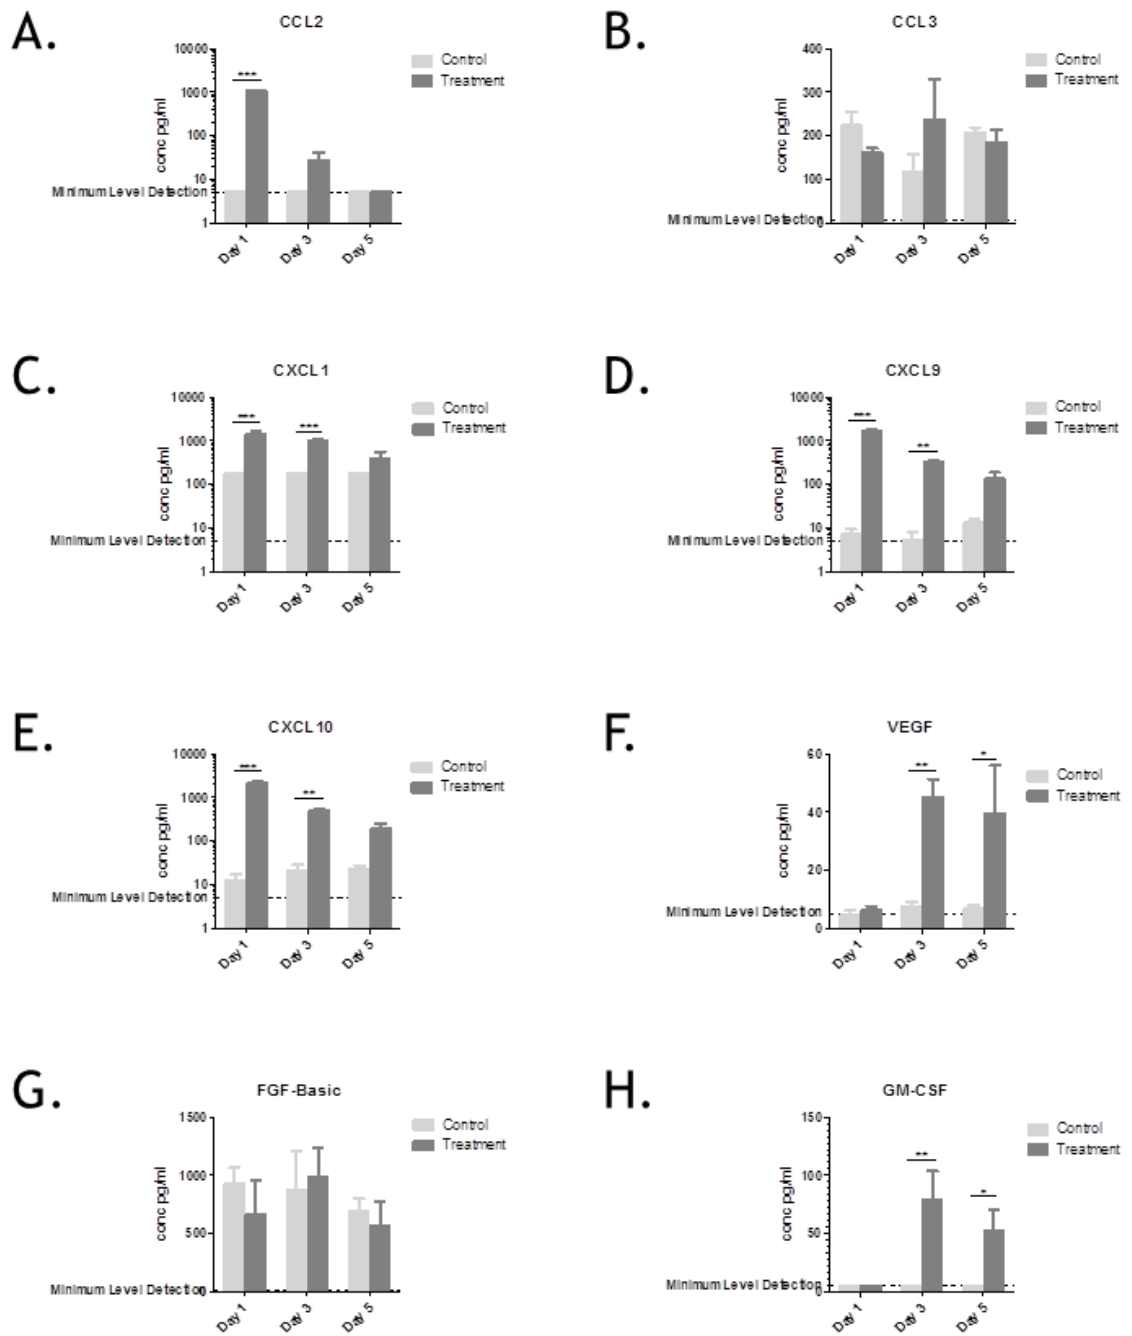 A.
CCL2
10000
1000
100
10
1
conc pg/ml
Minimum Level Detection
***
Control
Treatment
Day 1
Day 3
Day 5
B.
CCL3
400
300
200
100
0
conc pg/ml
Minimum Level Detection
Control
Treatment
Day 1
Day 3
Day 5
C.
CXCL1
10000
1000
100
10
1
conc pg/ml
Minimum Level Detection
***
***
Control
Treatment
Day 1
Day 3
Day 5
D.
CXCL9
10000
1000
100
10
1
conc pg/ml
Minimum Level Detection
***
**
Control
Treatment
Day 1
Day 3
Day 5
E.
CXCL10
10000
1000
100
10
1
conc pg/ml
Minimum Level Detection
***
**
Control
Treatment
Day 1
Day 3
Day 5
F.
VEGF
60
40
20
0
conc pg/ml
Minimum Level Detection
**
*
Control
Treatment
Day 1
Day 3
Day 5
G.
FGF-Basic
1500
1000
500
0
conc pg/ml
Minimum Level Detection
Control
Treatment
Day 1
Day 3
Day 5
H.
GM-CSF
150
100
50
0
conc pg/ml
Minimum Level Detection
**
*
Control
Treatment
Day 1
Day 3
Day 5